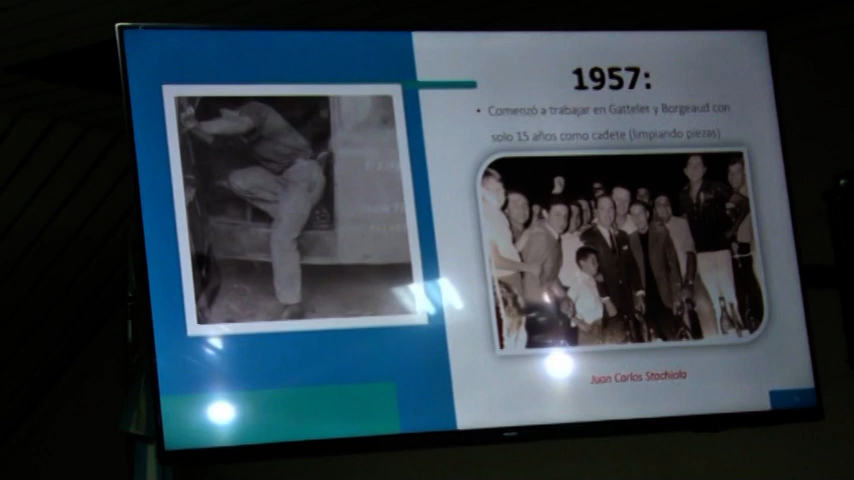 1957:
• Comenzó a trabajar en Gattelet y Borgeaud con
solo 15 años como cadete (limpiando piezas)
Juan Carlos Stachiola